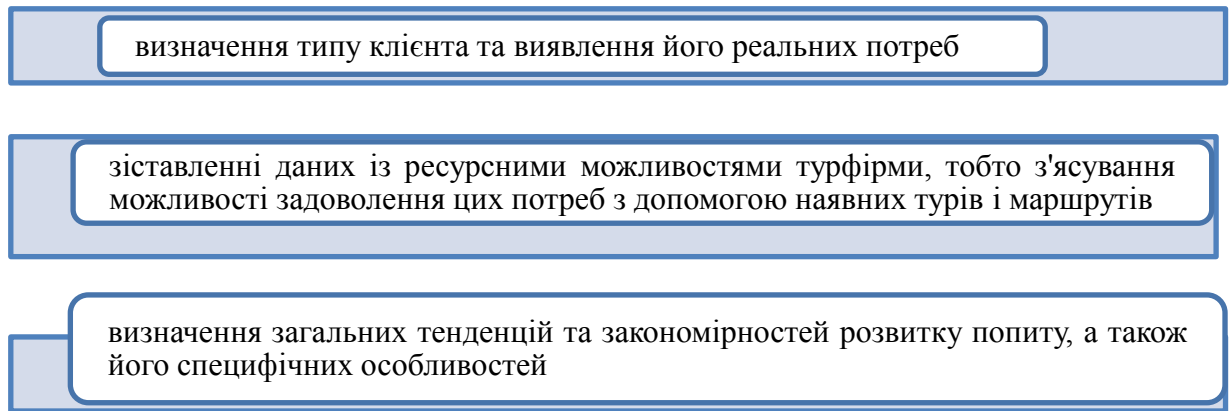 визначення типу клієнта та виявлення його реальних потреб
зіставленні даних із ресурсними можливостями турфірми, тобто з'ясування
можливості задоволення цих потреб з допомогою наявних турів і маршрутів
визначення загальних тенденцій та закономірностей розвитку попиту, а також
його специфічних особливостей